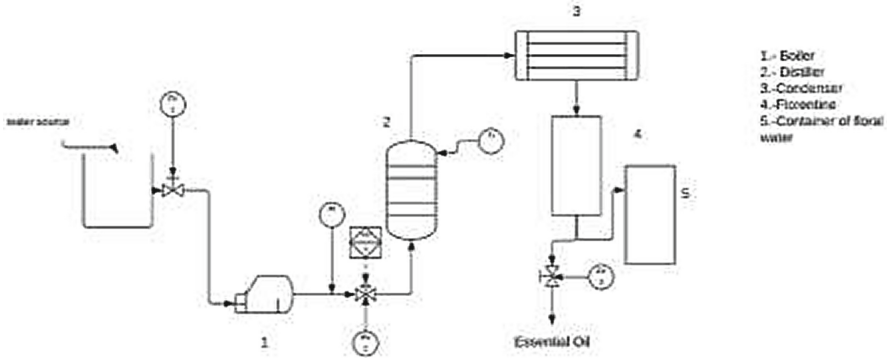 3
1.- Boiler
2.- Distiller
3.-Condenser
4.-Florentine
5.-Container of floral
water
water source
2
4
5
1
Essential Oil